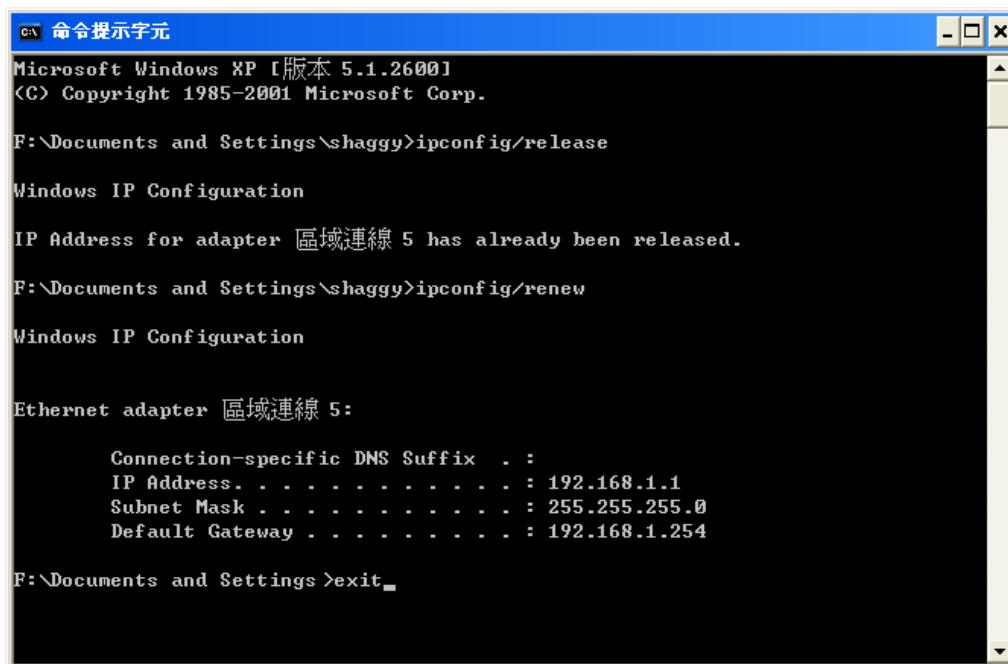 命令提示字元
Microsoft Windows XP [版本 5.1.2600]
(C) Copyright 1985-2001 Microsoft Corp.
F:\Documents and Settings\shaggy>ipconfig/release
Windows IP Configuration
IP Address for adapter 區域連線 5 has already been released.
F:\Documents and Settings\shaggy>ipconfig/renew
Windows IP Configuration
Ethernet adapter 區域連線 5:
Connection-specific DNS Suffix  . :
IP Address. . . . . . . . . . . . : 192.168.1.1
Subnet Mask . . . . . . . . . . . : 255.255.255.0
Default Gateway . . . . . . . . . : 192.168.1.254
F:\Documents and Settings >exit_